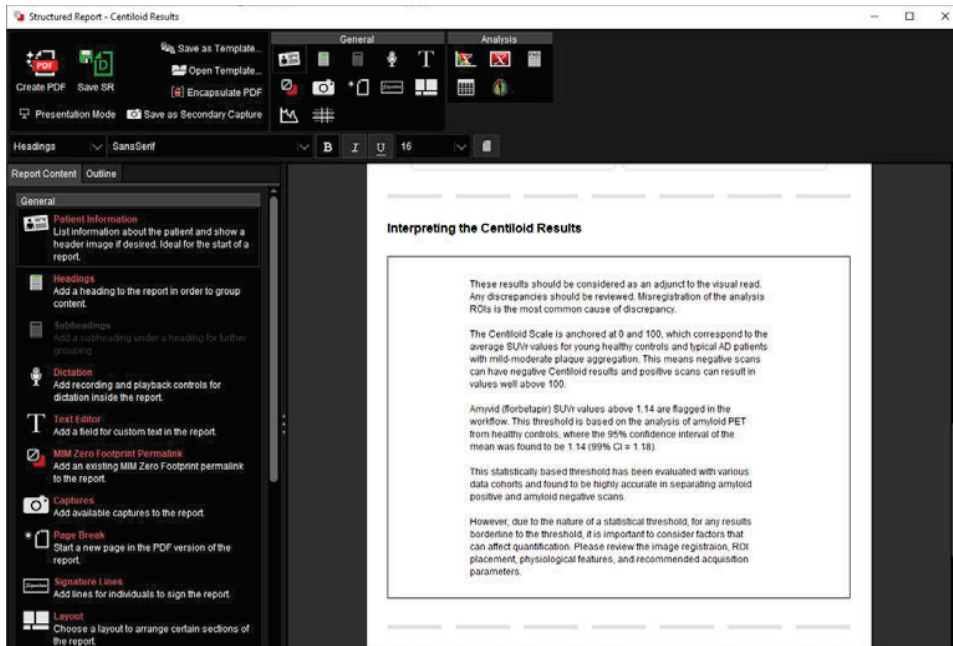 Structured Report - Centiloid Results
Create PDF
Save SR
Save as Template...
Open Template...
Encapsulate PDF
Presentation Mode
Save as Secondary Capture
General
Analysis
Headings
SansSerif
B
I
U
16
Report Content
Outline
General
Patient Information
List information about the patient and show a
header image if desired. Ideal for the start of a
report.
Headings
Add a heading to the report in order to group
content.
Subheadings
Add a subheading under a heading for further
grouping
Dictation
Add recording and playback controls for
dictation inside the report.
Text Editor
Add a field for custom text in the report.
MIM Zero Footprint Permalink
Add an existing MIM Zero Footprint permalink
to the report.
Captures
Add available captures to the report.
Page Break
Start a new page in the PDF version of the
report.
Signature Lines
Add lines for individuals to sign the report.
Layout
Choose a layout to arrange certain sections of
the report.
Interpreting the Centiloid Results
These results should be considered as an adjunct to the visual read.
Any discrepancies should be reviewed. Misregistration of the analysis
ROIs is the most common cause of discrepancy.
The Centiloid Scale is anchored at 0 and 100, which correspond to the
average SUVr values for young healthy controls and typical AD patients
with mild-moderate plaque aggregation. This means negative scans
can have negative Centiloid results and positive scans can result in
values well above 100.
Amyvid (florbetapir) SUVr values above 1.14 are flagged in the
workflow. This threshold is based on the analysis of amyloid PET
from healthy controls, where the 95% confidence interval of the
mean was found to be 1.14 (99% CI = 1.18).
This statistically based threshold has been evaluated with various
data cohorts and found to be highly accurate in separating amyloid
positive and amyloid negative scans.
However, due to the nature of a statistical threshold, for any results
borderline to the threshold, it is important to consider factors that
can affect quantification. Please review the image registraion, ROI
placement, physiological features, and recommended acquisition
parameters.